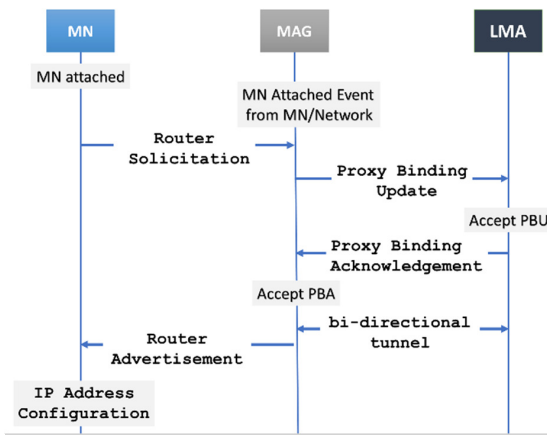 MN
MAG
LMA
MN attached
MN Attached Event
from MN/Network
Router
Solicitation
Proxy Binding
Update
Accept PBU
Proxy Binding
Acknowledgement
Accept PBA
bi-directional
tunnel
Router
Advertisement
IP Address
Configuration